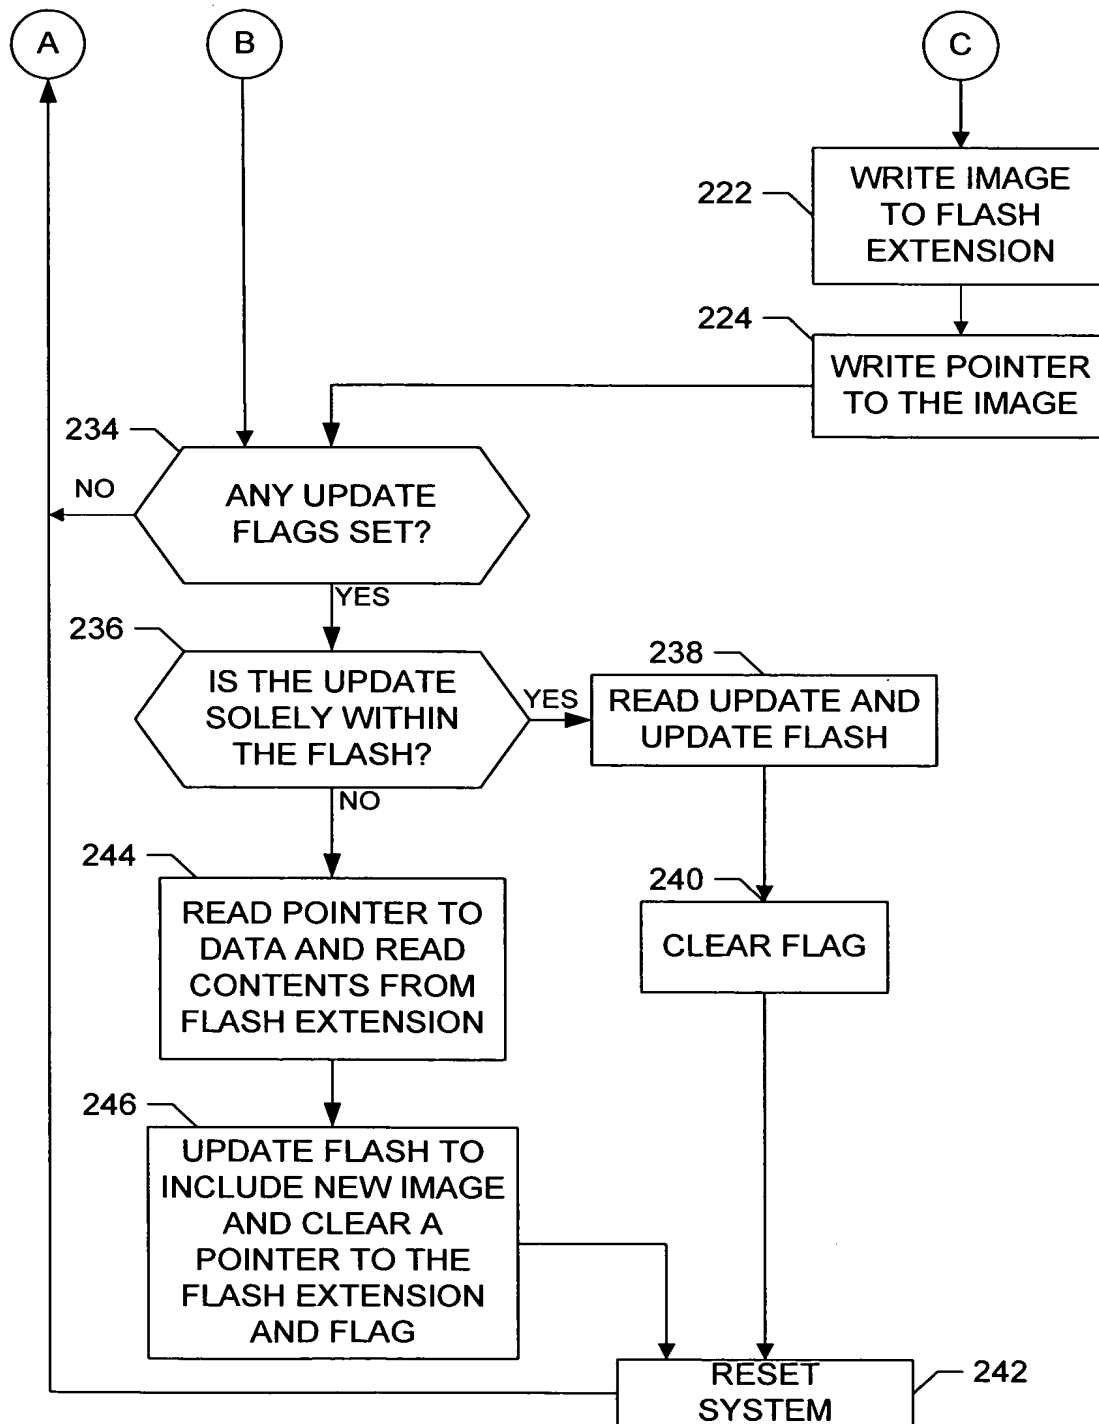 A
B
C
222
WRITE IMAGE
TO FLASH
EXTENSION
224
WRITE POINTER
TO THE IMAGE
234
NO
ANY UPDATE
FLAGS SET?
YES
236
IS THE UPDATE
SOLELY WITHIN
THE FLASH?
YES
238
READ UPDATE AND
UPDATE FLASH
NO
244
READ POINTER TO
DATA AND READ
CONTENTS FROM
FLASH EXTENSION
240
CLEAR FLAG
246
UPDATE FLASH TO
INCLUDE NEW IMAGE
AND CLEAR A
POINTER TO THE
FLASH EXTENSION
AND FLAG
RESET
SYSTEM
242